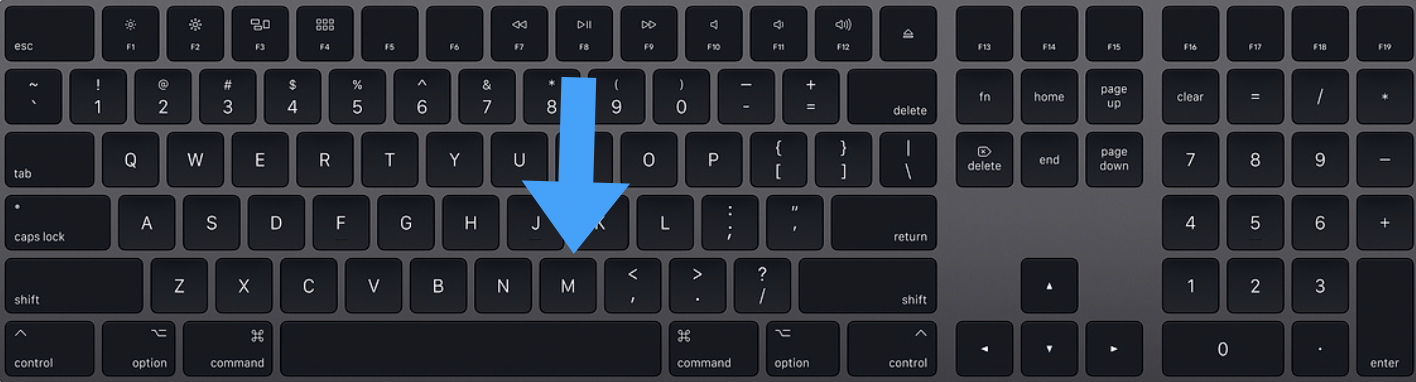 esc F1 F2 F3 F4 F5 F6 F7 F8 F9 F10 F11 F12 F13 F14 F15 F16 F17 F18 F19
~ ! @ # $ % ^ & * ( ) — +
` 1 2 3 4 5 6 7 8 9 0 - = delete fn home page up clear = / *
{ } |
tab Q W E R T Y U O P [ ] \ delete end page down 7 8 9 −
: "
caps lock A S D F G H J K L ; ' return 4 5 6 +
< > ?
shift Z X C V B N M , . / shift ▲ 1 2 3
control option ⌘ command ⌘ command option control ◄ ▼ ► 0 . enter